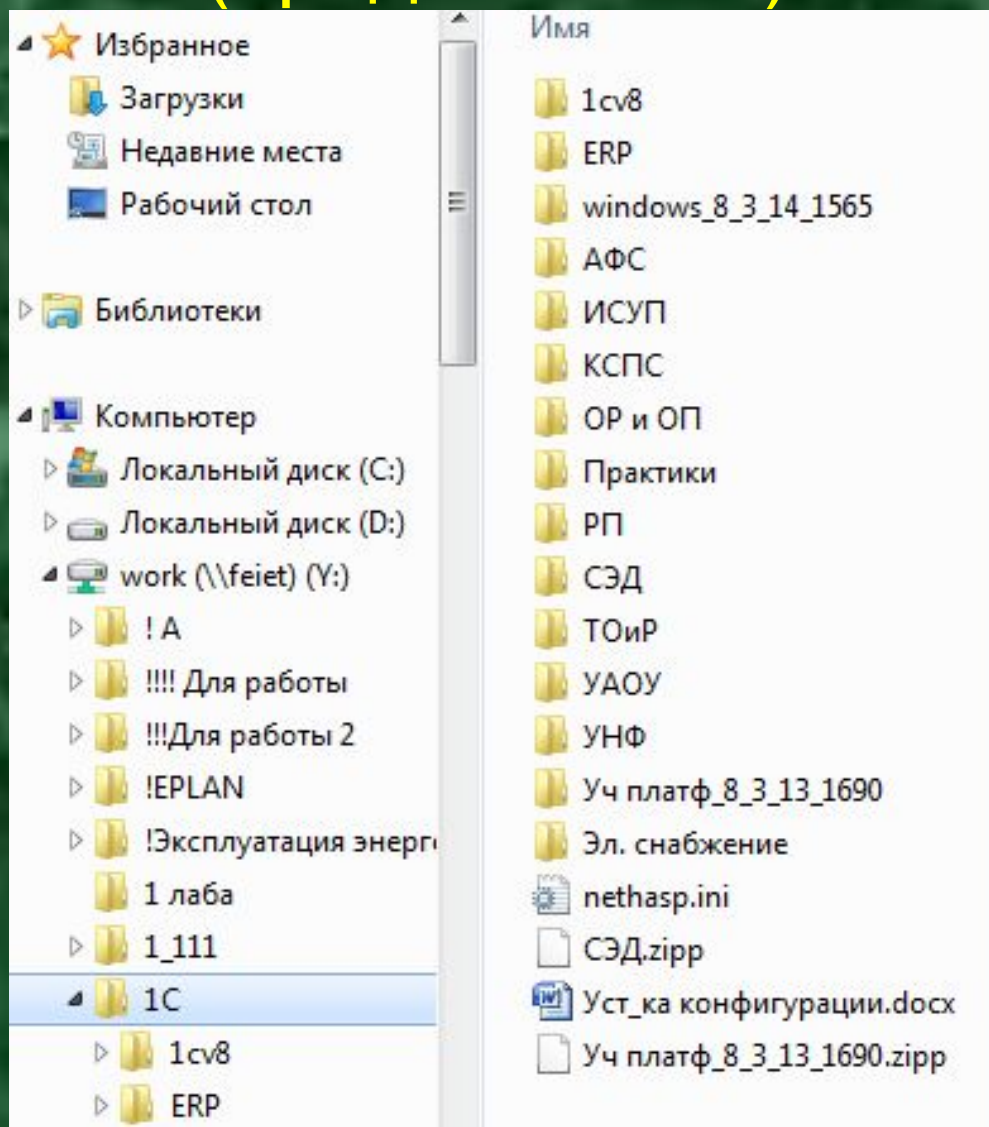 Избранное
Загрузки
Недавние места
Рабочий стол
Библиотеки
Компьютер
Локальный диск (C:)
Локальный диск (D:)
work (\\feiet) (Y:)
! А
!!!! Для работы
!!!Для работы 2
!EPLAN
!Эксплуатация
1 лаба
1_111
1С
1cv8
ERP
Имя
1cv8
ERP
windows_8_3_14_1565
АФС
ИСУП
КСПС
ОР и ОП
Практики
РП
СЭД
ТОиР
УАОУ
УНФ
Уч платф_8_3_13_1690
Эл. снабжение
nethasp.ini
СЭД.zipp
Уст_ка конфигурации.docx
Уч платф_8_3_13_1690.zipp